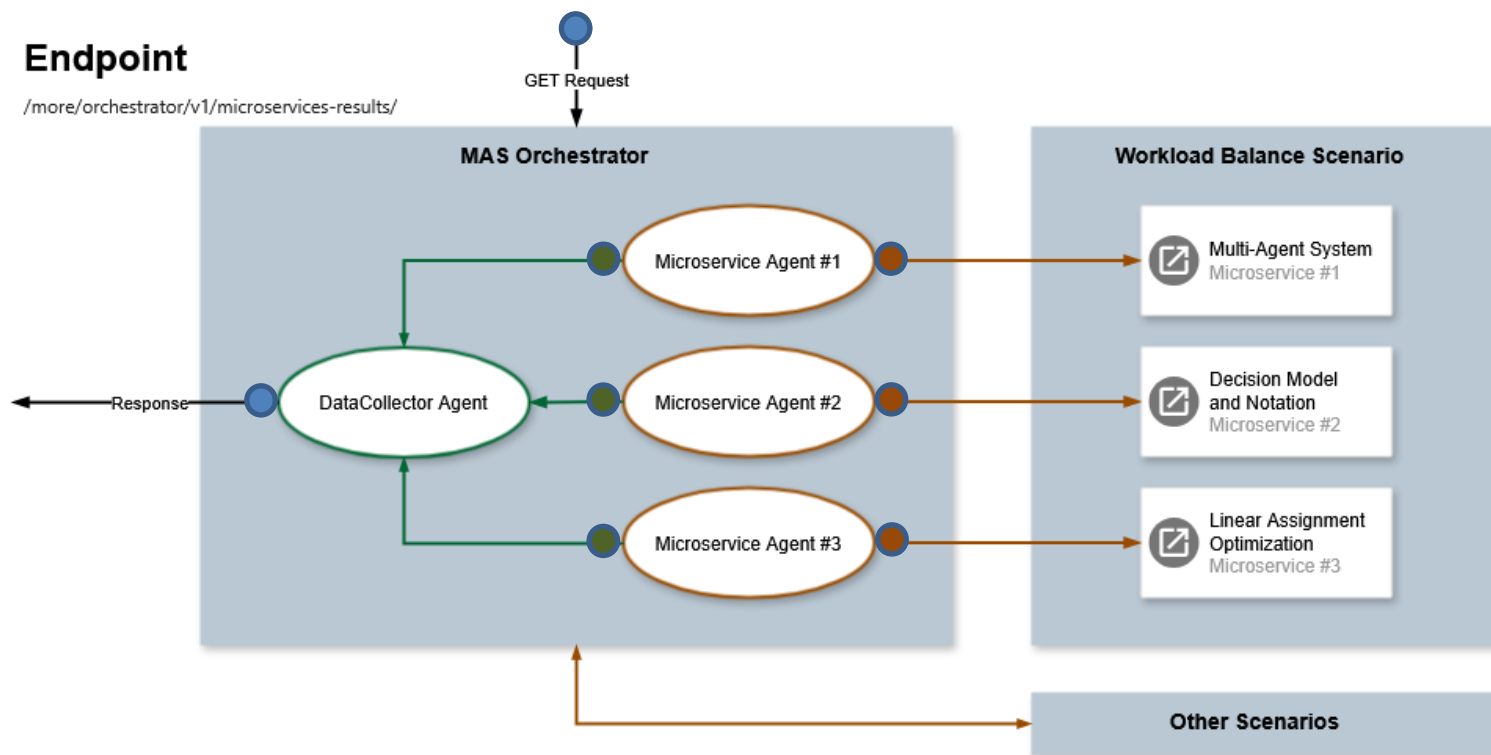 Endpoint
/more/orchestrator/v1/microservices-results/
GET Request
MAS Orchestrator
Microservice Agent #1
Microservice Agent #2
Microservice Agent #3
DataCollector Agent
Response
Workload Balance Scenario
Multi-Agent System
Microservice #1
Decision Model
and Notation
Microservice #2
Linear Assignment
Optimization
Microservice #3
Other Scenarios